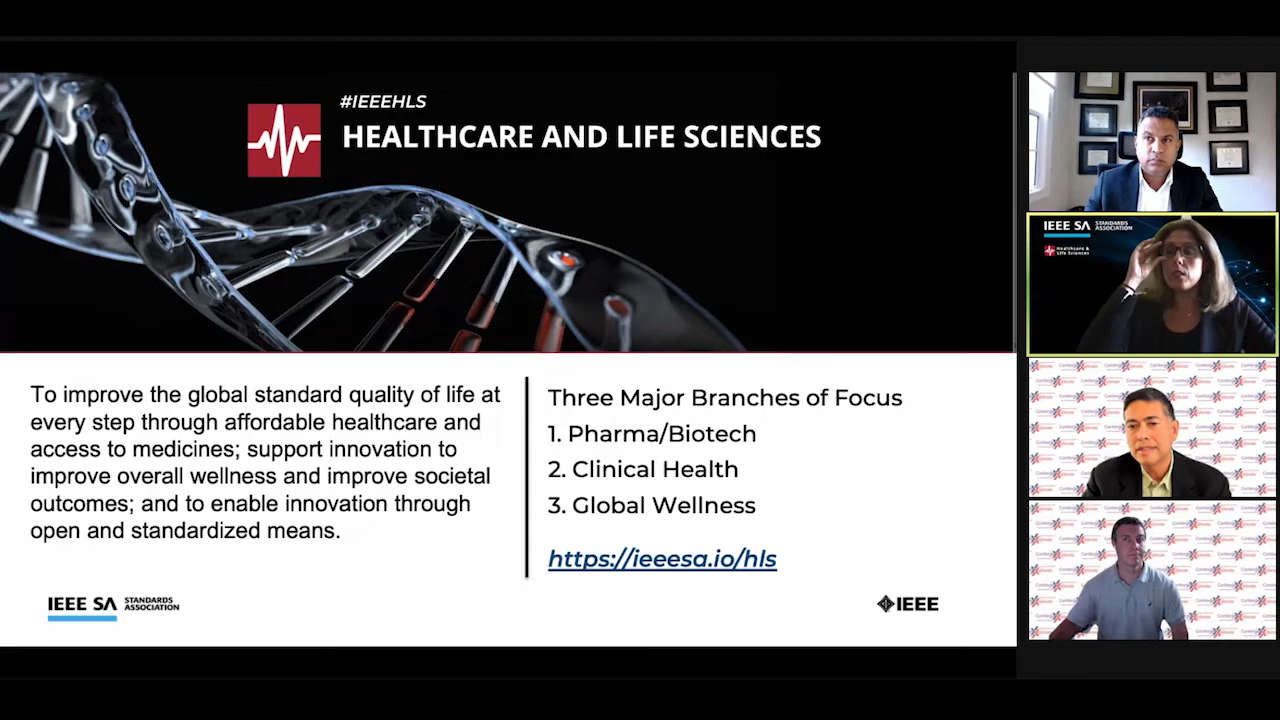 #IEEEHLS
HEALTHCARE AND LIFE SCIENCES
To improve the global standard quality of life at
every step through affordable healthcare and
access to medicines; support innovation to
improve overall wellness and improve societal
outcomes; and to enable innovation through
open and standardized means.
Three Major Branches of Focus
1. Pharma/Biotech
2. Clinical Health
3. Global Wellness
https://ieeesa.io/hls
IEEE SA STANDARDS
ASSOCIATION
IEEE
IEEE SA STANDARDS
ASSOCIATION
Healthcare &
Life Sciences